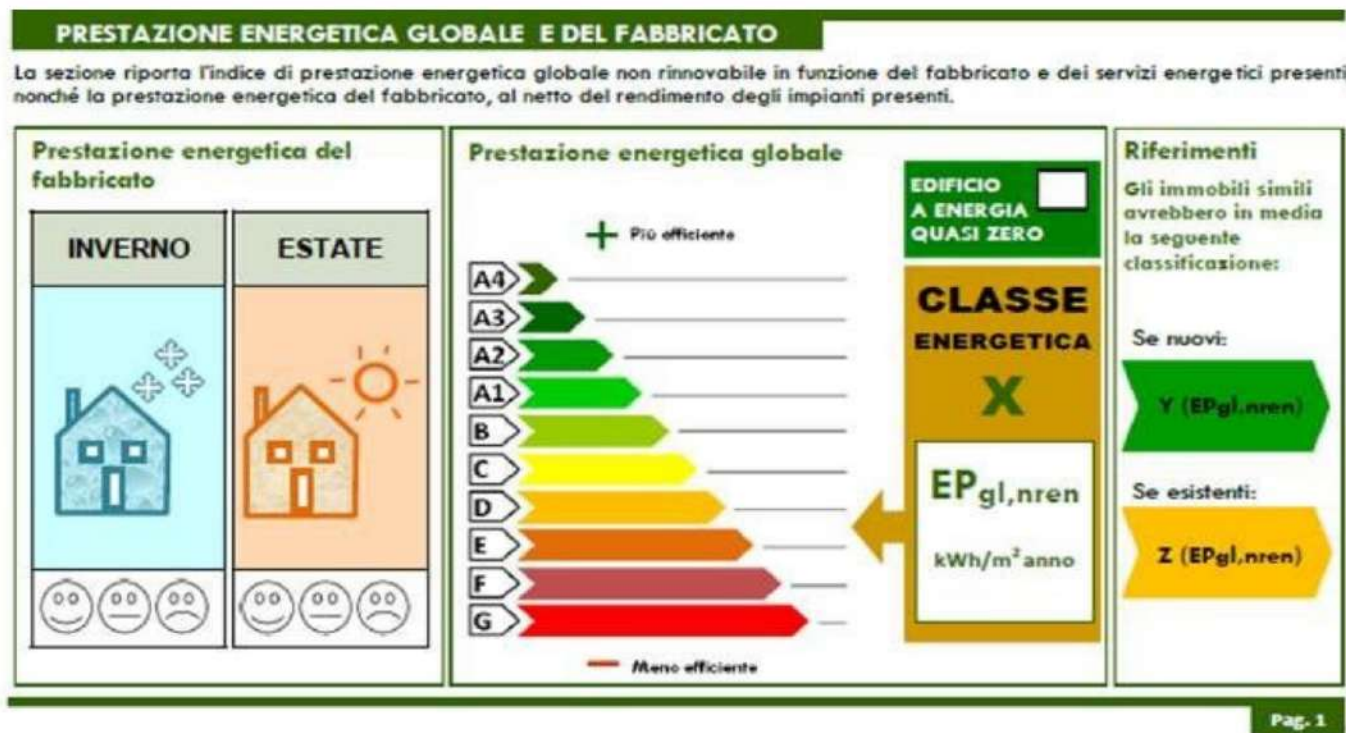 PRESTAZIONE ENERGETICA GLOBALE E DEL FABBRICATO
La sezione riporta l'indice di prestazione energetica globale non rinnovabile in funzione del fabbricato e dei servizi energetici presenti
nonché la prestazione energetica del fabbricato, al netto del rendimento degli impianti presenti.
Prestazione energetica del
fabbricato
INVERNO
ESTATE
Prestazione energetica globale
+ Più efficiente
A4
A3
A2
A1
B
C
D
E
F
G
— Meno efficiente
EDIFICIO
A ENERGIA
QUASI ZERO
CLASSE
ENERGETICA
X
EPgl,nren
kWh/m² anno
Riferimenti
Gli immobili simili
avrebbero in media
la seguente
classificazione:
Se nuovi:
Y (EPgl,nren)
Se esistenti:
Z (EPgl,nren)
Pag. 1